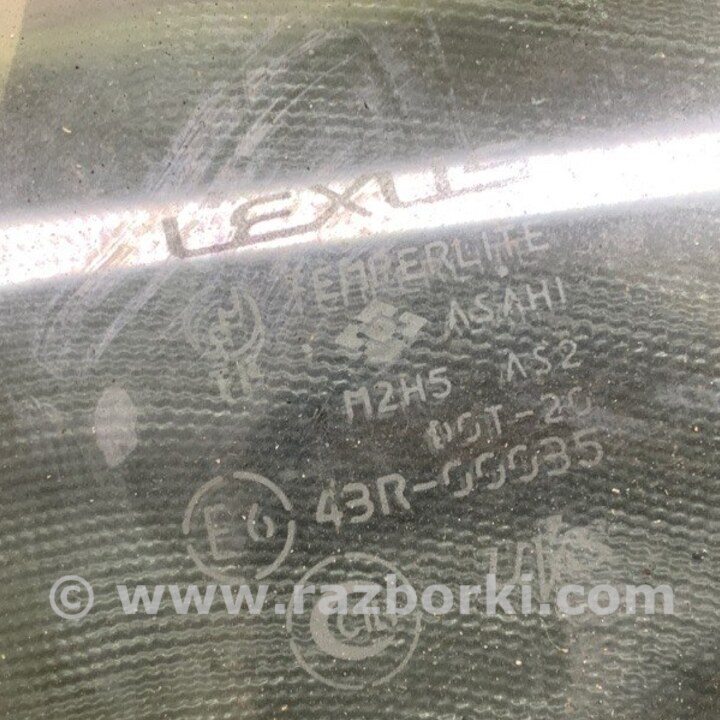 LEXUS
TEMPERLITE
ASAHI
M2H5 AS2
DOT-20
E6 43R-00035
© www.razborki.com